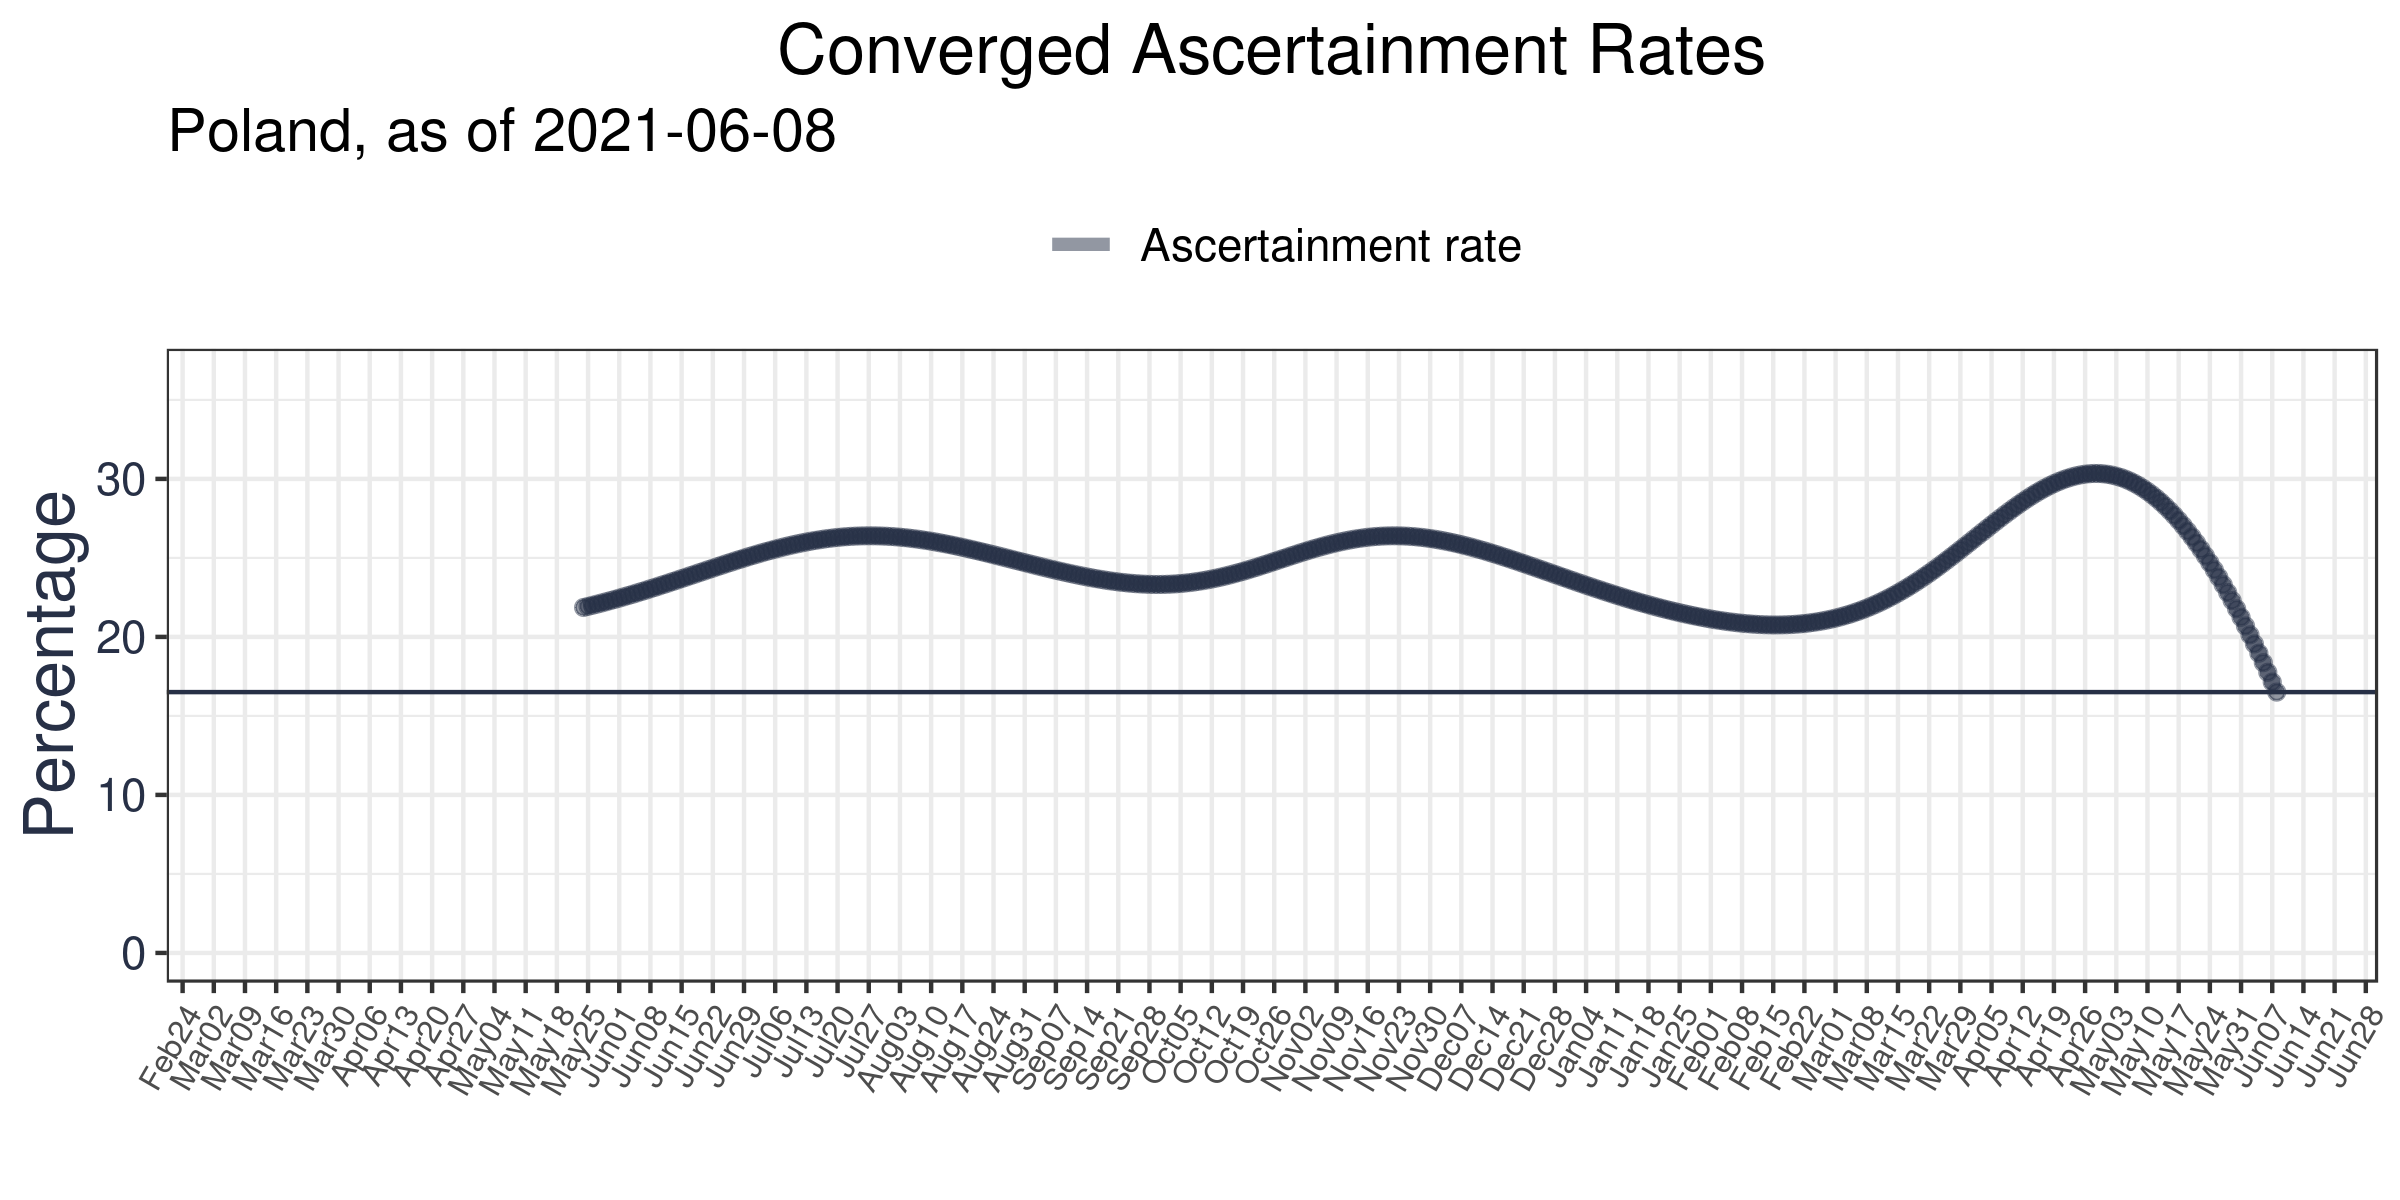 Converged Ascertainment Rates
Poland, as of 2021-06-08
Ascertainment rate
Percentage
30
20
10
0
Feb24
Mar02
Mar09
Mar16
Mar23
Mar30
Apr06
Apr13
Apr20
Apr27
May04
May11
May18
May25
Jun01
Jun08
Jun15
Jun22
Jun29
Jul06
Jul13
Jul20
Jul27
Aug03
Aug10
Aug17
Aug24
Aug31
Sep07
Sep14
Sep21
Sep28
Oct05
Oct12
Oct19
Oct26
Nov02
Nov09
Nov16
Nov23
Nov30
Dec07
Dec14
Dec21
Dec28
Jan04
Jan11
Jan18
Jan25
Feb01
Feb08
Feb15
Feb22
Mar01
Mar08
Mar15
Mar22
Mar29
Apr05
Apr12
Apr19
Apr26
May03
May10
May17
May24
May31
Jun07
Jun14
Jun21
Jun28